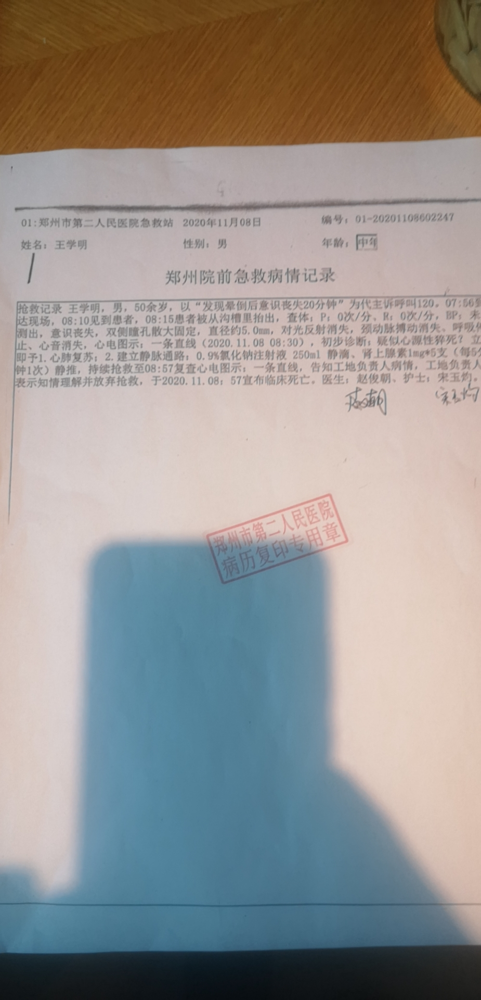 01:郑州市第二人民医院急救站 2020年11月08日 编号：01-20201108602247
姓名：王学明 性别：男 年龄：中年
郑州院前急救病情记录
抢救记录 王学明，男，50余岁，以“发现晕倒后意识丧失20分钟”为代主诉呼叫120。07:56到
达现场，08:10见到患者，08:15患者被从沟槽里抬出，查体：P：0次/分、R：0次/分，BP：未
测出，意识丧失，双侧瞳孔散大固定，直径约5.0mm，对光反射消失，颈动脉搏动消失、呼吸停
止、心音消失，心电图示：一条直线（2020.11.08 08:30），初步诊断：疑似心源性猝死？立
即予1.心肺复苏；2.建立静脉通路：0.9%氯化钠注射液 250ml 静滴、肾上腺素1mg*5支（每5分
钟1次）静推，持续抢救至08:57复查心电图示：一条直线，告知工地负责人病情，工地负责人
表示知情理解并放弃抢救，于2020.11.08：57宣布临床死亡。医生：赵俊朝、护士：宋玉灼。
宋玉灼
郑州市第二人民医院
病历复印专用章